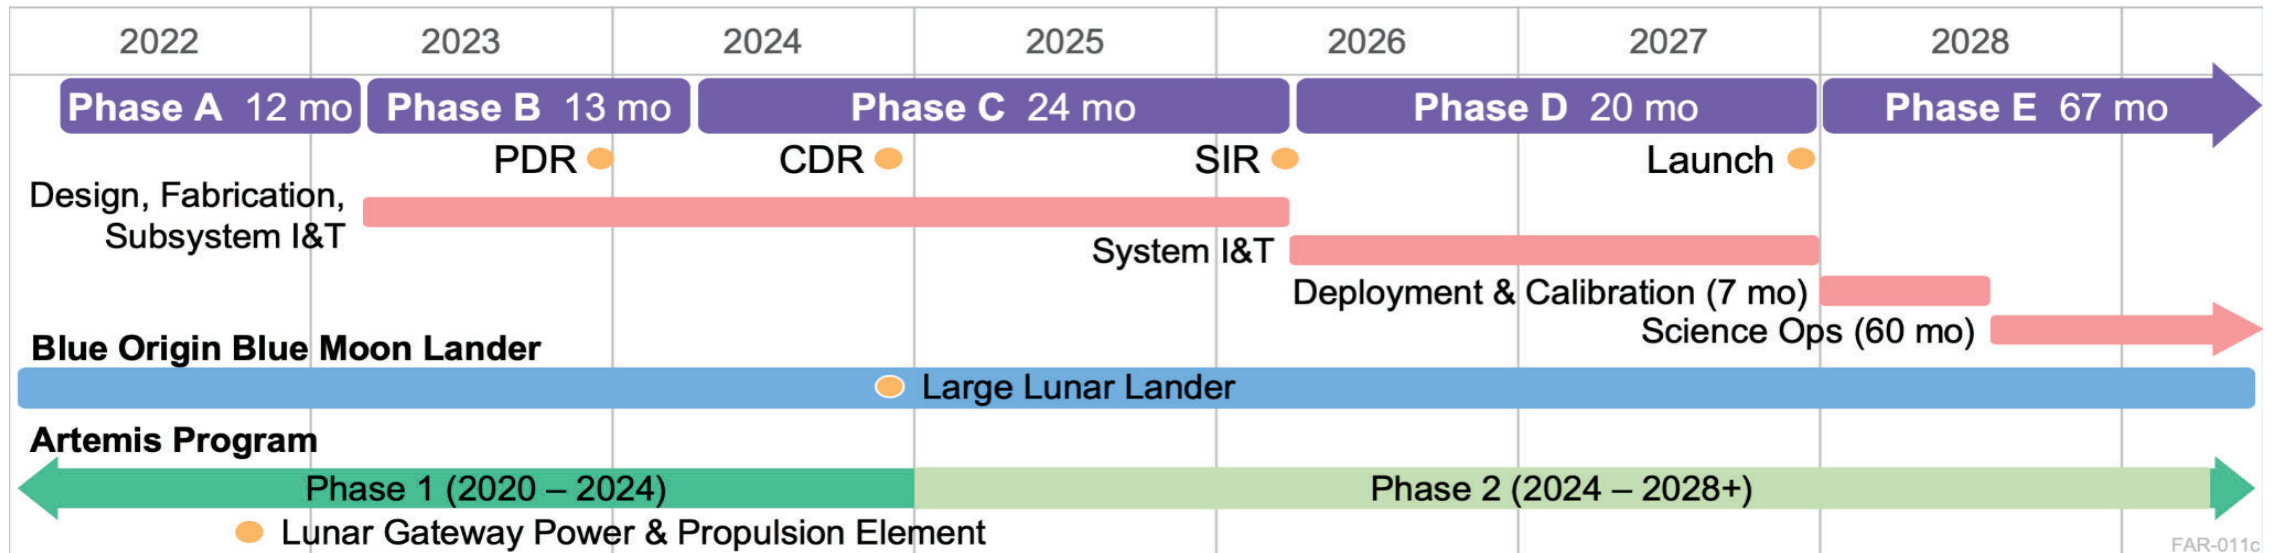 2022 2023 2024 2025 2026 2027 2028
Phase A 12 mo Phase B 13 mo Phase C 24 mo Phase D 20 mo Phase E 67 mo
PDR CDR SIR Launch
Design, Fabrication,
Subsystem I&T
System I&T
Deployment & Calibration (7 mo)
Science Ops (60 mo)
Blue Origin Blue Moon Lander
Large Lunar Lander
Artemis Program
Phase 1 (2020 – 2024) Phase 2 (2024 – 2028+)
Lunar Gateway Power & Propulsion Element
FAR-011c